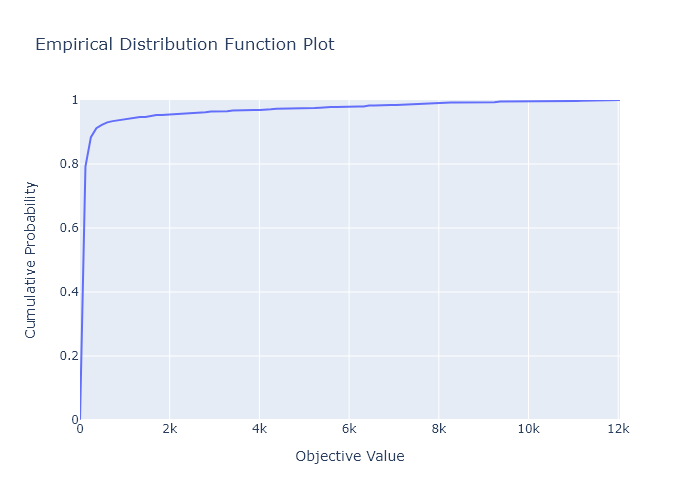 Empirical Distribution Function Plot
1
0.8
0.6
0.4
0.2
0
Cumulative Probability
0 2k 4k 6k 8k 10k 12k
Objective Value